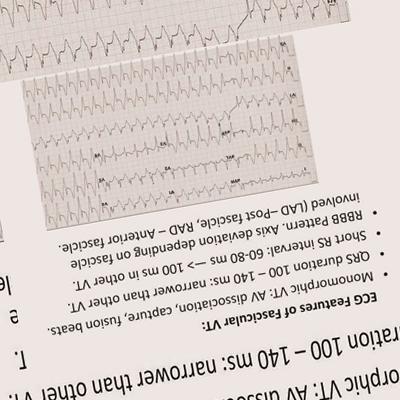 orphic VT: AV disso
ration 100 – 140 ms: narrower than other VT.
ECG Features of Fascicular VT:
• Monomorphic VT: AV dissociation, capture, fusion beats.
• QRS duration 100 – 140 ms: narrower than other VT.
• Short RS interval: 60-80 ms —> 100 ms in other VT.
• RBBB Pattern. Axis deviation depending on fascicle
involved (LAD –Post fascicle, RAD – Anterior fascicle.